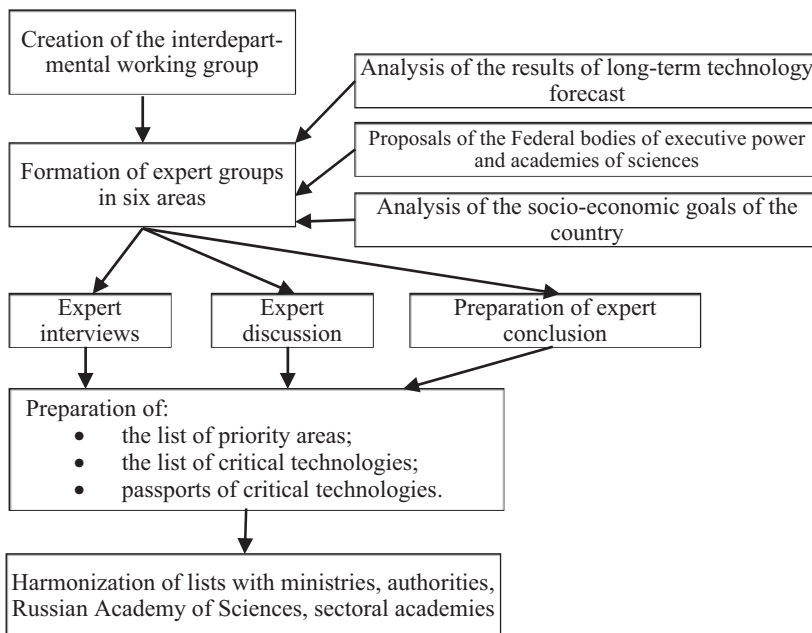 Creation of the interdepart-
mental working group
Analysis of the results of long-term technology
forecast
Proposals of the Federal bodies of executive power
and academies of sciences
Formation of expert groups
in six areas
Analysis of the socio-economic goals of the
country
Expert
interviews
Expert
discussion
Preparation of expert
conclusion
Preparation of:
• the list of priority areas;
• the list of critical technologies;
• passports of critical technologies.
Harmonization of lists with ministries, authorities,
Russian Academy of Sciences, sectoral academies